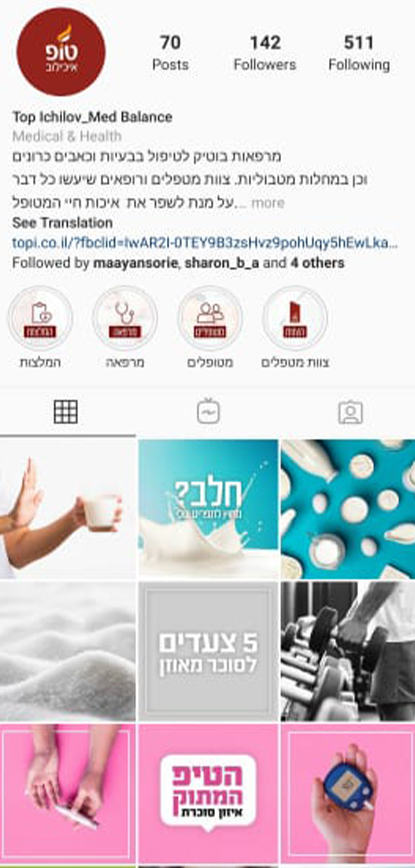 טופ
איכילוב
70
Posts
142
Followers
511
Following
Top Ichilov_Med Balance
Medical & Health
מרפאות בוטיק לטיפול בבעיות וכאבים כרונים
וכן במחלות מטבוליות. צוות מטפלים ורופאים שיעשו כל דבר
על מנת לשפר את איכות חיי המטופל... more
See Translation
topi.co.il/?fbclid=IwAR2I-0TEY9B3zsHvz9pohUqy5hEwLka...
Followed by maayansorie, sharon_b_a and 4 others
המלצות
מרפאה
מטופלים
המלצות
מרפאה
מטופלים
צוות מטפלים
חלב?
5 צעדים
לסוכר מאוזן
הטיפ
המתוק
איזון סוכרת